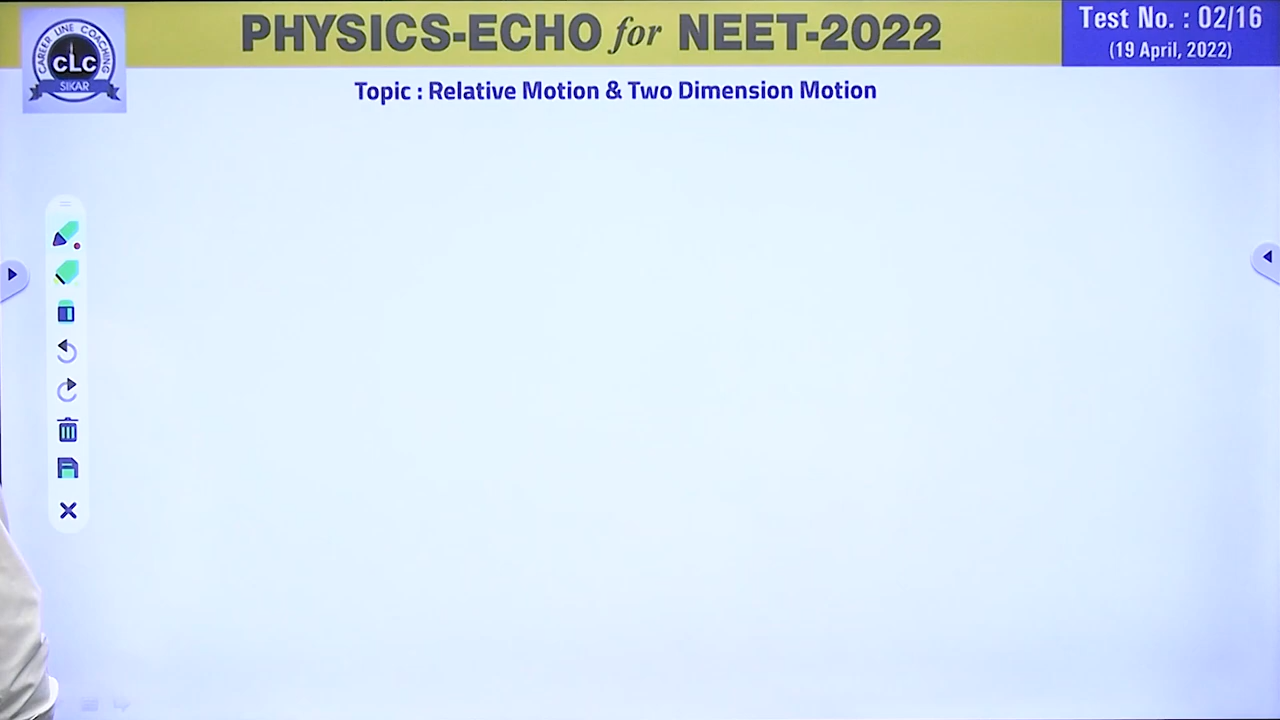 PHYSICS-ECHO for NEET-2022
Test No. : 02/16
(19 April, 2022)
CAREER LINE COACHING
CLC
SIKAR
Topic : Relative Motion & Two Dimension Motion